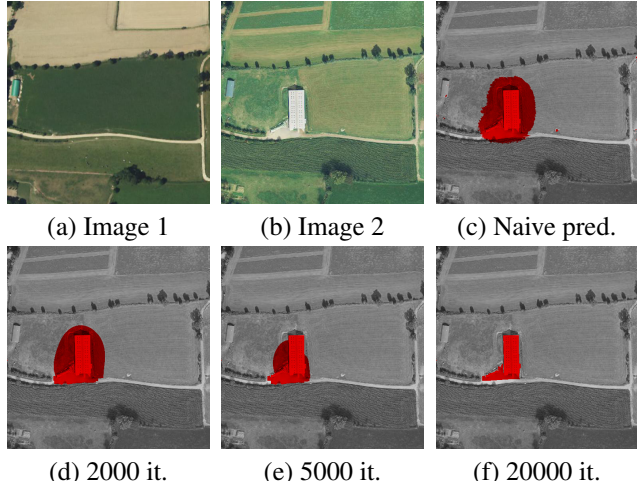 (a) Image 1
(b) Image 2
(c) Naive pred.
(d) 2000 it.
(e) 5000 it.
(f) 20000 it.